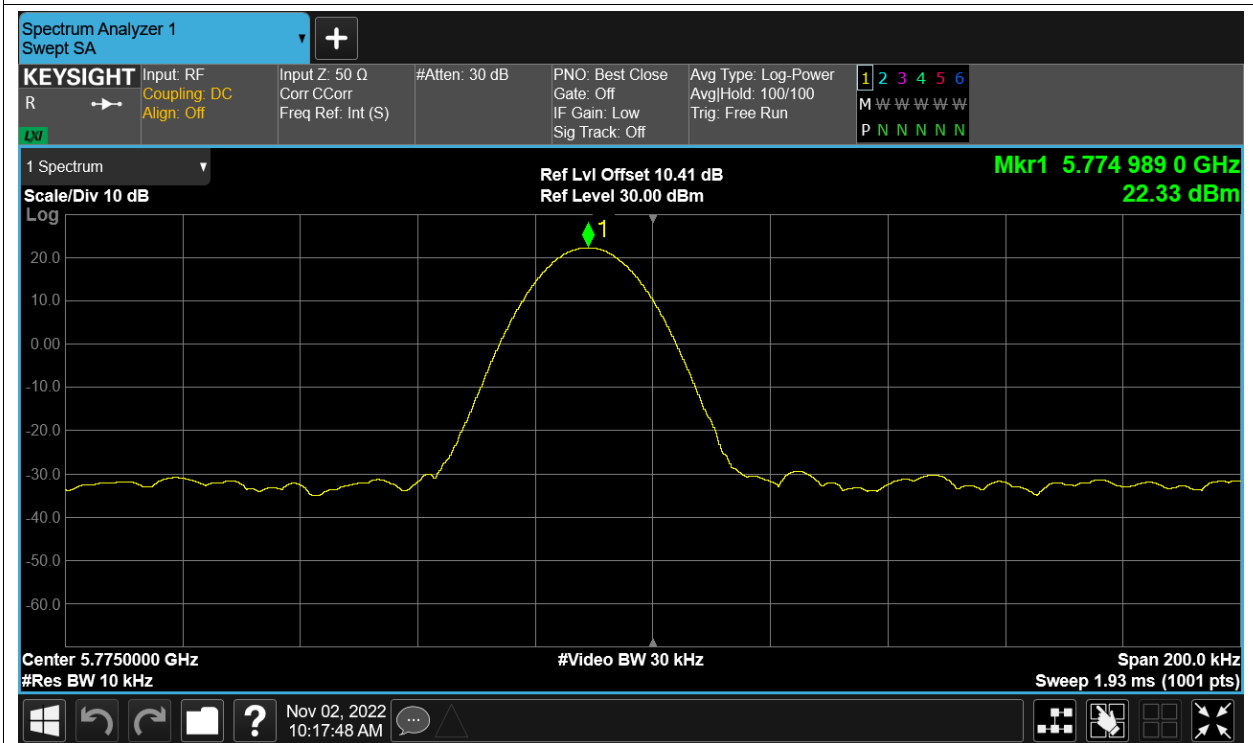 Spectrum Analyzer 1
Swept SA
KEYSIGHT
R
LXI
Input: RF
Coupling: DC
Align: Off
Input Z: 50 Ω
Corr CCorr
Freq Ref: Int (S)
#Atten: 30 dB
PNO: Best Close
Gate: Off
IF Gain: Low
Sig Track: Off
Avg Type: Log-Power
Avg|Hold: 100/100
Trig: Free Run
1 2 3 4 5 6
M W W W W W
P N N N N N
1 Spectrum
Scale/Div 10 dB
Log
Ref Lvl Offset 10.41 dB
Ref Level 30.00 dBm
Mkr1 5.774 989 0 GHz
22.33 dBm
1
20.0
10.0
0.00
-10.0
-20.0
-30.0
-40.0
-50.0
-60.0
Center 5.7750000 GHz
#Video BW 30 kHz
Span 200.0 kHz
#Res BW 10 kHz
Sweep 1.93 ms (1001 pts)
?
Nov 02, 2022
10:17:48 AM